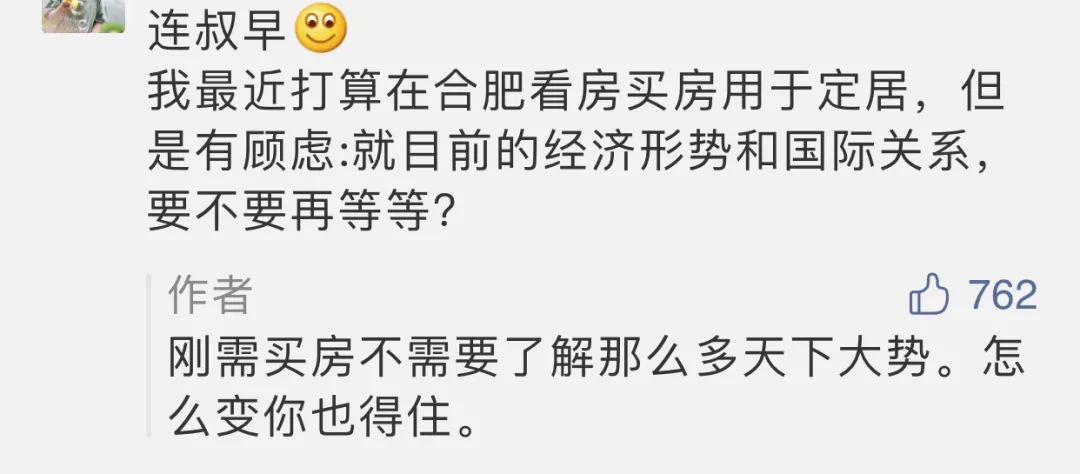 连叔早
我最近打算在合肥看房买房用于定居，但
是有顾虑:就目前的经济形势和国际关系，
要不要再等等?
作者 762
刚需买房不需要了解那么多天下大势。怎
么变你也得住。